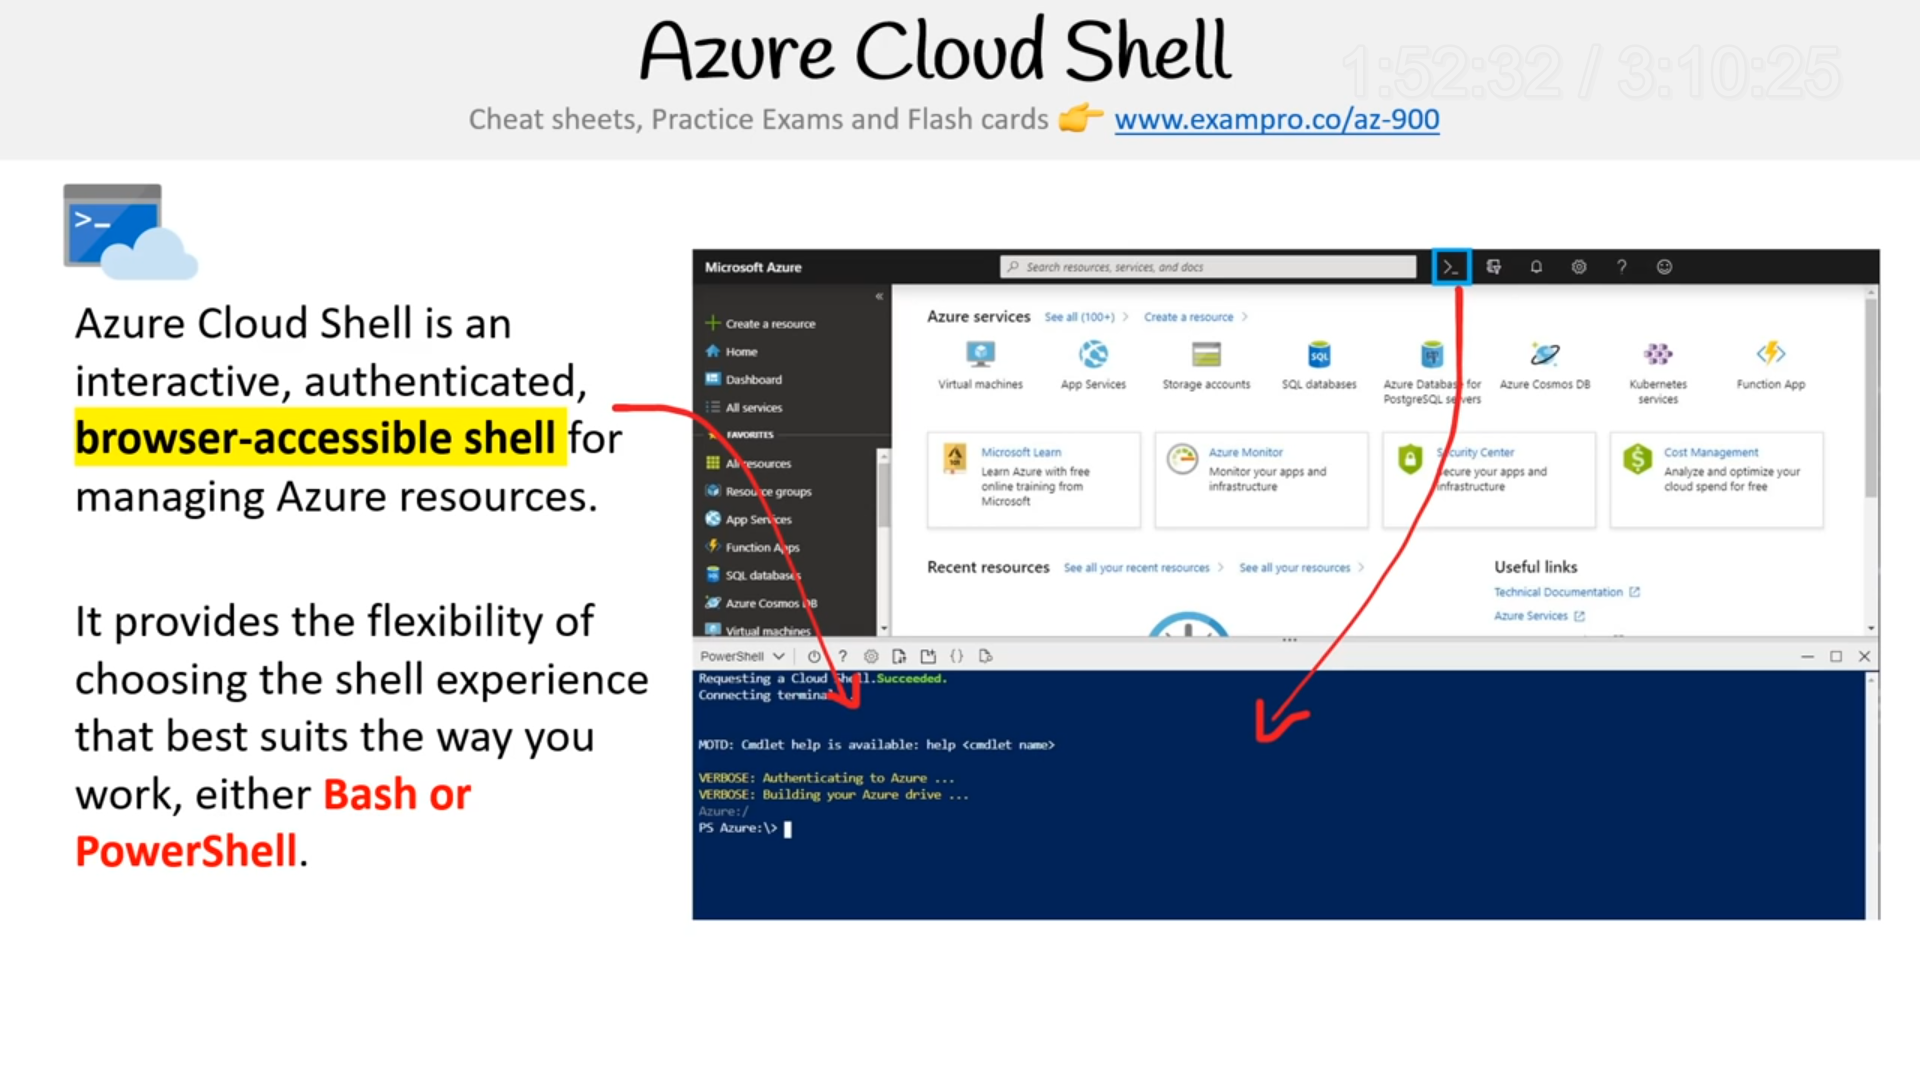 Azure Cloud Shell
1:52:32 / 3:10:25
Cheat sheets, Practice Exams and Flash cards 👉 www.exampro.co/az-900
>_
Azure Cloud Shell is an
interactive, authenticated,
browser-accessible shell for
managing Azure resources.
It provides the flexibility of
choosing the shell experience
that best suits the way you
work, either Bash or
PowerShell.
Microsoft Azure
Search resources, services, and docs
>_
?
«
Create a resource
Home
Dashboard
All services
FAVORITES
All resources
Resource groups
App Services
Function Apps
SQL databases
Azure Cosmos DB
Virtual machines
Azure services
See all (100+) >
Create a resource >
Virtual machines
App Services
Storage accounts
SQL
SQL databases
Azure Database for
PostgreSQL servers
Azure Cosmos DB
Kubernetes
services
Function App
Microsoft Learn
Learn Azure with free
online training from
Microsoft
Azure Monitor
Monitor your apps and
infrastructure
Security Center
Secure your apps and
infrastructure
$
Cost Management
Analyze and optimize your
cloud spend for free
Recent resources
See all your recent resources >
See all your resources >
Useful links
Technical Documentation
Azure Services
PowerShell
?
{}
Requesting a Cloud Shell.Succeeded.
Connecting terminal...
MOTD: Cmdlet help is available: help <cmdlet name>
VERBOSE: Authenticating to Azure ...
VERBOSE: Building your Azure drive ...
Azure:/
PS Azure:\>